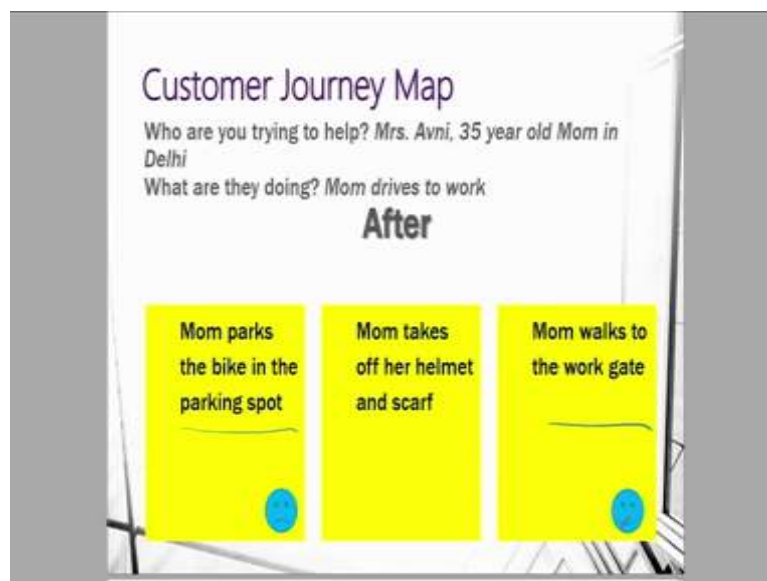 Customer Journey Map
Who are you trying to help? Mrs. Avni, 35 year old Mom in
Delhi
What are they doing? Mom drives to work
After
Mom parks
the bike in the
parking spot
Mom takes
off her helmet
and scarf
Mom walks to
the work gate